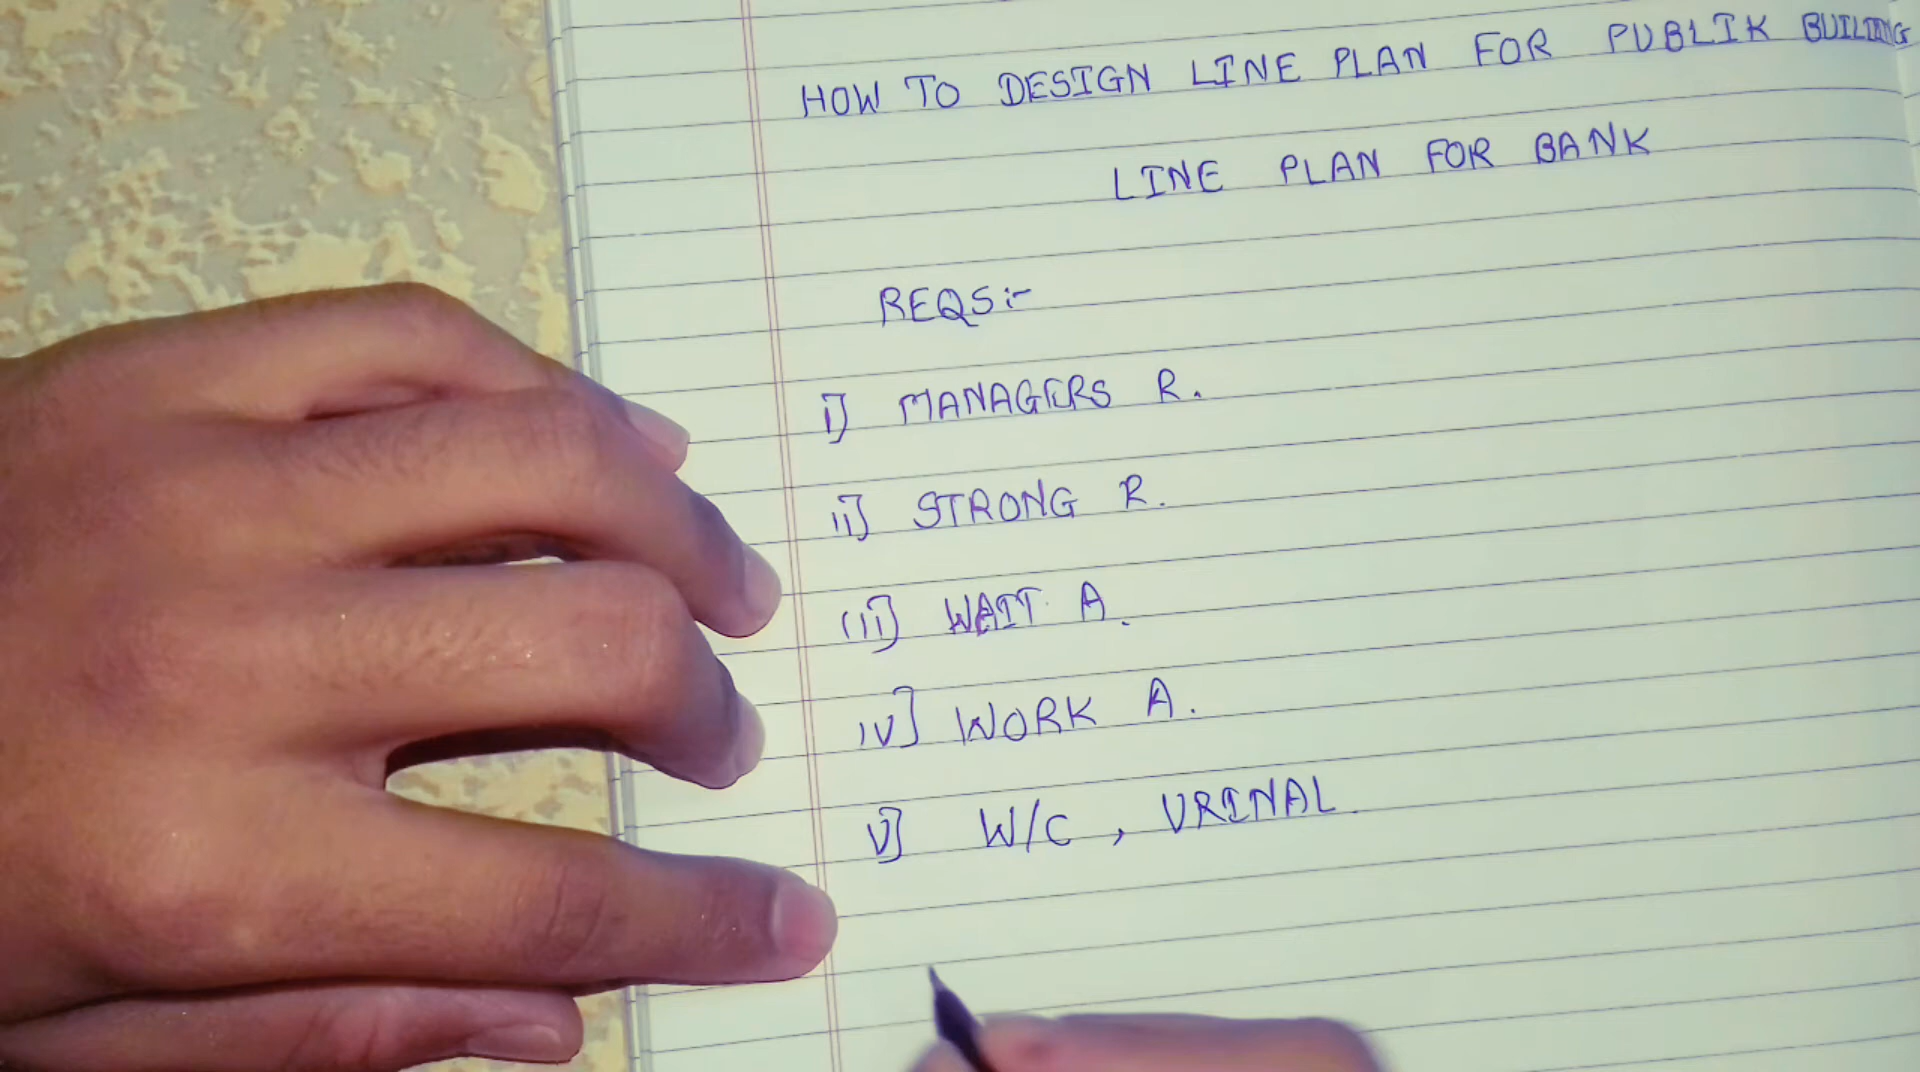 HOW TO DESIGN LINE PLAN FOR PUBLIK BUILDING
LINE PLAN FOR BANK
REQS:-
i] MANAGERS R.
ii] STRONG R.
iii] WAIT A.
iv] WORK A.
v] W/C, URINAL